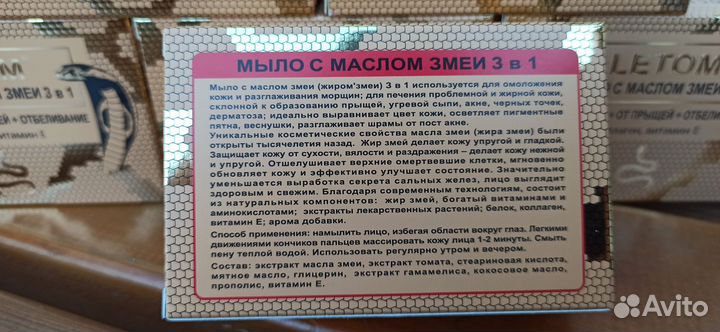 МЫЛО С МАСЛОМ ЗМЕИ 3 в 1
Мыло с маслом змеи (жиром'змеи) 3 в 1 используется для омоложения
кожи и разглаживания морщин; для лечения проблемной и жирной кожи,
склонной к образованию прыщей, угревой сыпи, акне, черных точек,
дерматоза; идеально выравнивает цвет кожи, осветляет пигментные
пятна, веснушки, разглаживает шрамы от пост акне.
Уникальные косметические свойства масла змеи (жира змеи) были
открыты тысячелетия назад. Жир змей делает кожу упругой и гладкой.
Защищает кожу от сухости, вялости и раздражения – делает кожу нежной
и упругой. Отшелушивает верхние омертвевшие клетки, мгновенно
обновляет кожу и эффективно улучшает состояние. Значительно
уменьшается выработка секрета сальных желез, лицо выглядит
здоровым и свежим. Благодаря современным технологиям, состоит
из натуральных компонентов: жир змей, богатый витаминами и
аминокислотами; экстракты лекарственных растений; белок, коллаген,
витамин Е; арома добавки.
Способ применения: намылить лицо, избегая области вокруг глаз. Легкими
движениями кончиков пальцев массировать кожу лица 1-2 минуты. Смыть
пену теплой водой. Использовать регулярно утром и вечером.
Состав: экстракт масла змеи, экстракт томата, стеариновая кислота,
мятное масло, глицерин, экстракт гамамелиса, кокосовое масло,
прополис, витамин Е.
LETOM
С МАСЛОМ ЗМЕИ 3 в 1
ОТБЕЛИВАНИЕ
витамин Е
ОТ ПРЫЩЕЙ • ОТБЕЛ
витамин Е
Avito